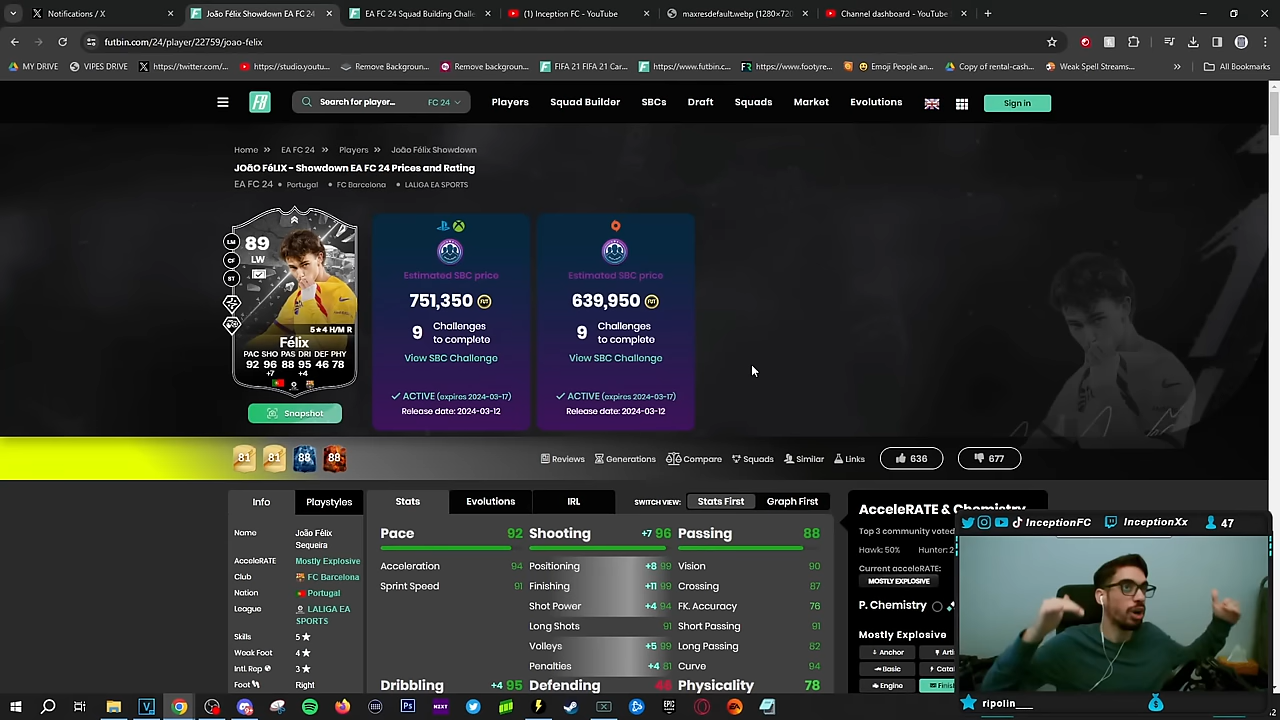 Notifications / X
João Félix Showdown EA FC 24
EA FC 24 Squad Building Challe
(1) Inception FC - YouTube
maxresdefault.webp (1280×720
Channel dashboard - YouTube
futbin.com/24/player/22759/joao-felix
MY DRIVE
VIPES DRIVE
https://twitter.com/...
https://studio.youtu...
Remove Backgroun...
Remove backgroun...
FIFA 21 FIFA 21 Car...
https://www.futbin.c...
https://www.footyre...
Emoji People an...
Copy of rental-cash...
Weak Spell Streams...
All Bookmarks
Search for player...
FC 24
Players
Squad Builder
SBCs
Draft
Squads
Market
Evolutions
Sign in
Home » EA FC 24 » Players » João Félix Showdown
JOãO FéLIX - Showdown EA FC 24 Prices and Rating
EA FC 24 • Portugal • FC Barcelona • LALIGA EA SPORTS
LM
CF
ST
89
LW
5★4 H/M R
Félix
PAC SHO PAS DRI DEF PHY
92 96 88 95 46 78
+7 +4
Snapshot
Estimated SBC price
751,350
9 Challenges
to complete
View SBC Challenge
ACTIVE (expires 2024-03-17)
Release date: 2024-03-12
Estimated SBC price
639,950
9 Challenges
to complete
View SBC Challenge
ACTIVE (expires 2024-03-17)
Release date: 2024-03-12
81
81
88
88
Reviews
Generations
Compare
Squads
Similar
Links
636
677
Info
Playstyles
Name João Félix
Sequeira
AcceleRATE Mostly Explosive
Club FC Barcelona
Nation Portugal
League LALIGA EA
SPORTS
Skills 5★
Weak Foot 4★
Intl. Rep 3★
Foot Right
Stats
Evolutions
IRL
SWITCH VIEW:
Stats First
Graph First
Pace 92
Acceleration 94
Sprint Speed 91
Shooting +7 96
Positioning +8 99
Finishing +11 99
Shot Power +4 94
Long Shots 91
Volleys +5 99
Penalties +4 81
Passing 88
Vision 90
Crossing 87
FK. Accuracy 76
Short Passing 91
Long Passing 82
Curve 94
Dribbling +4 95
Defending 46
Physicality 78
AcceleRATE & Chemistry
Top 3 community voted
Hawk: 50%
Current acceleRATE:
MOSTLY EXPLOSIVE
P. Chemistry
Mostly Explosive
Anchor
Basic
Engine
InceptionFC
InceptionXx
47
ripolin___